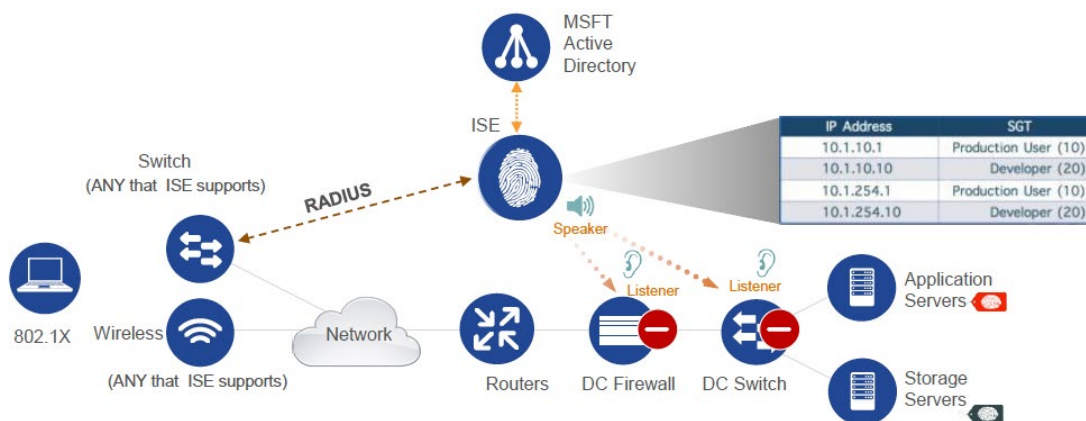 MSFT
Active
Directory
ISE
IP Address SGT
10.1.10.1 Production User (10)
10.1.10.10 Developer (20)
10.1.254.1 Production User (10)
10.1.254.10 Developer (20)
Switch
(ANY that ISE supports)
RADIUS
Speaker
Listener
Listener
Application
Servers
802.1X
Wireless
Network
(ANY that ISE supports)
Routers
DC Firewall
DC Switch
Storage
Servers